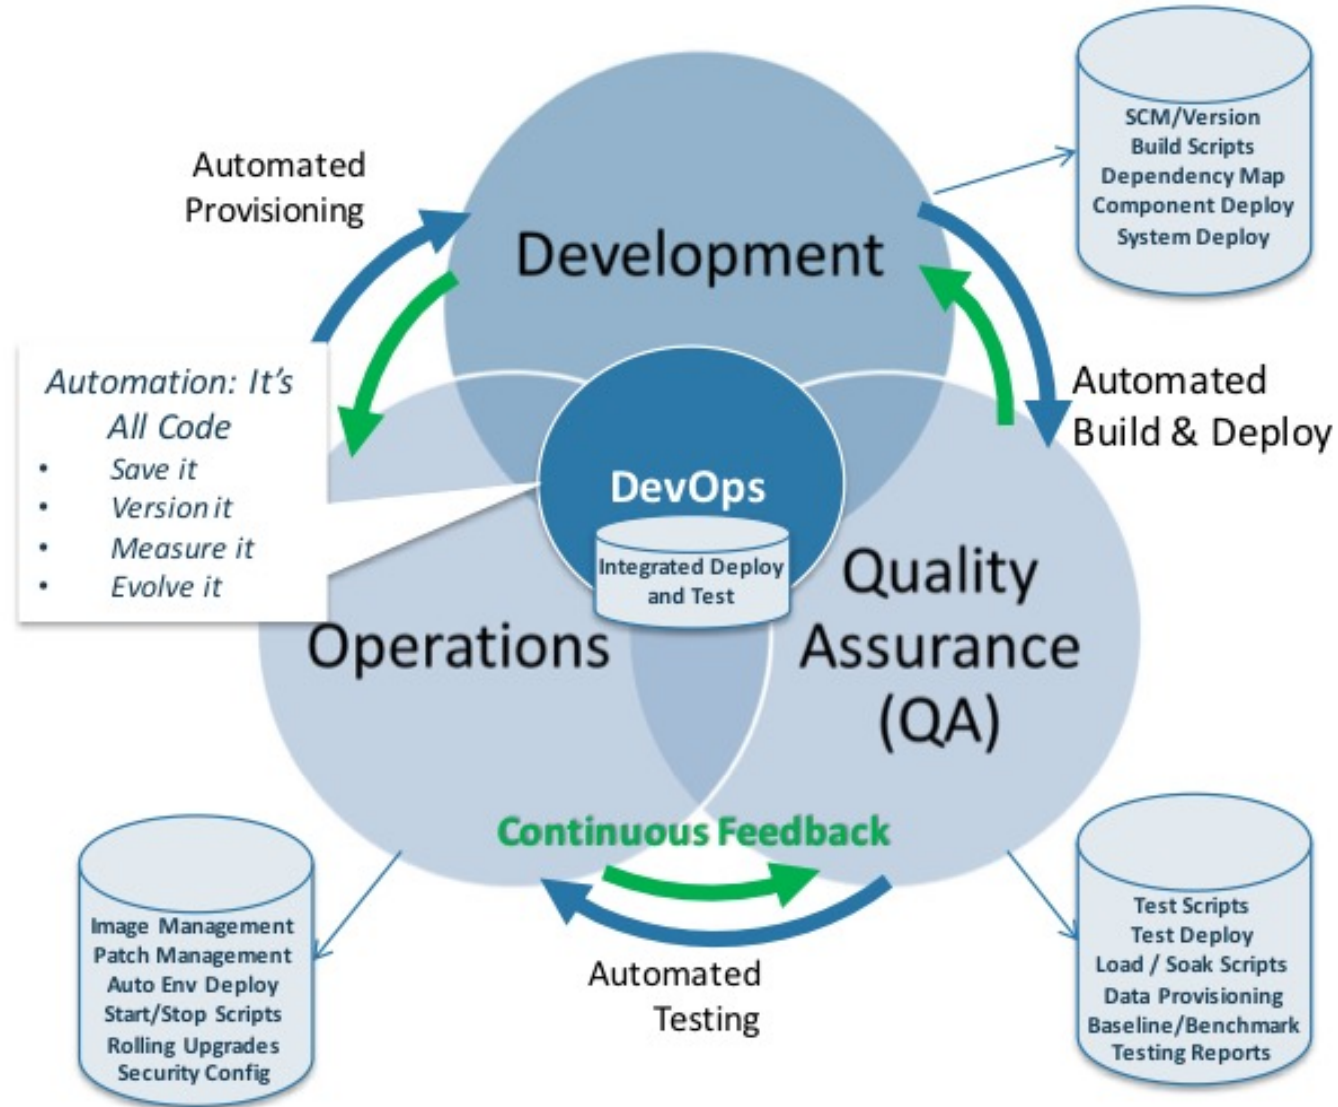 SCM/Version
Build Scripts
Dependency Map
Component Deploy
System Deploy
Automated
Provisioning
Development
Automation: It's
All Code
• Save it
• Version it
• Measure it
• Evolve it
Automated
Build & Deploy
DevOps
Integrated Deploy
and Test
Operations
Quality
Assurance
(QA)
Continuous Feedback
Image Management
Patch Management
Auto Env Deploy
Start/Stop Scripts
Rolling Upgrades
Security Config
Automated
Testing
Test Scripts
Test Deploy
Load / Soak Scripts
Data Provisioning
Baseline/Benchmark
Testing Reports